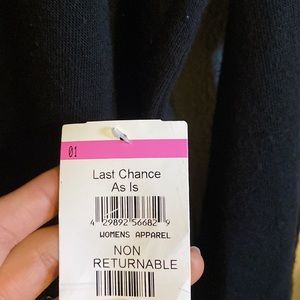 01
Last Chance
As Is
4 29892 56682 9
WOMENS APPAREL
NON
RETURNABLE